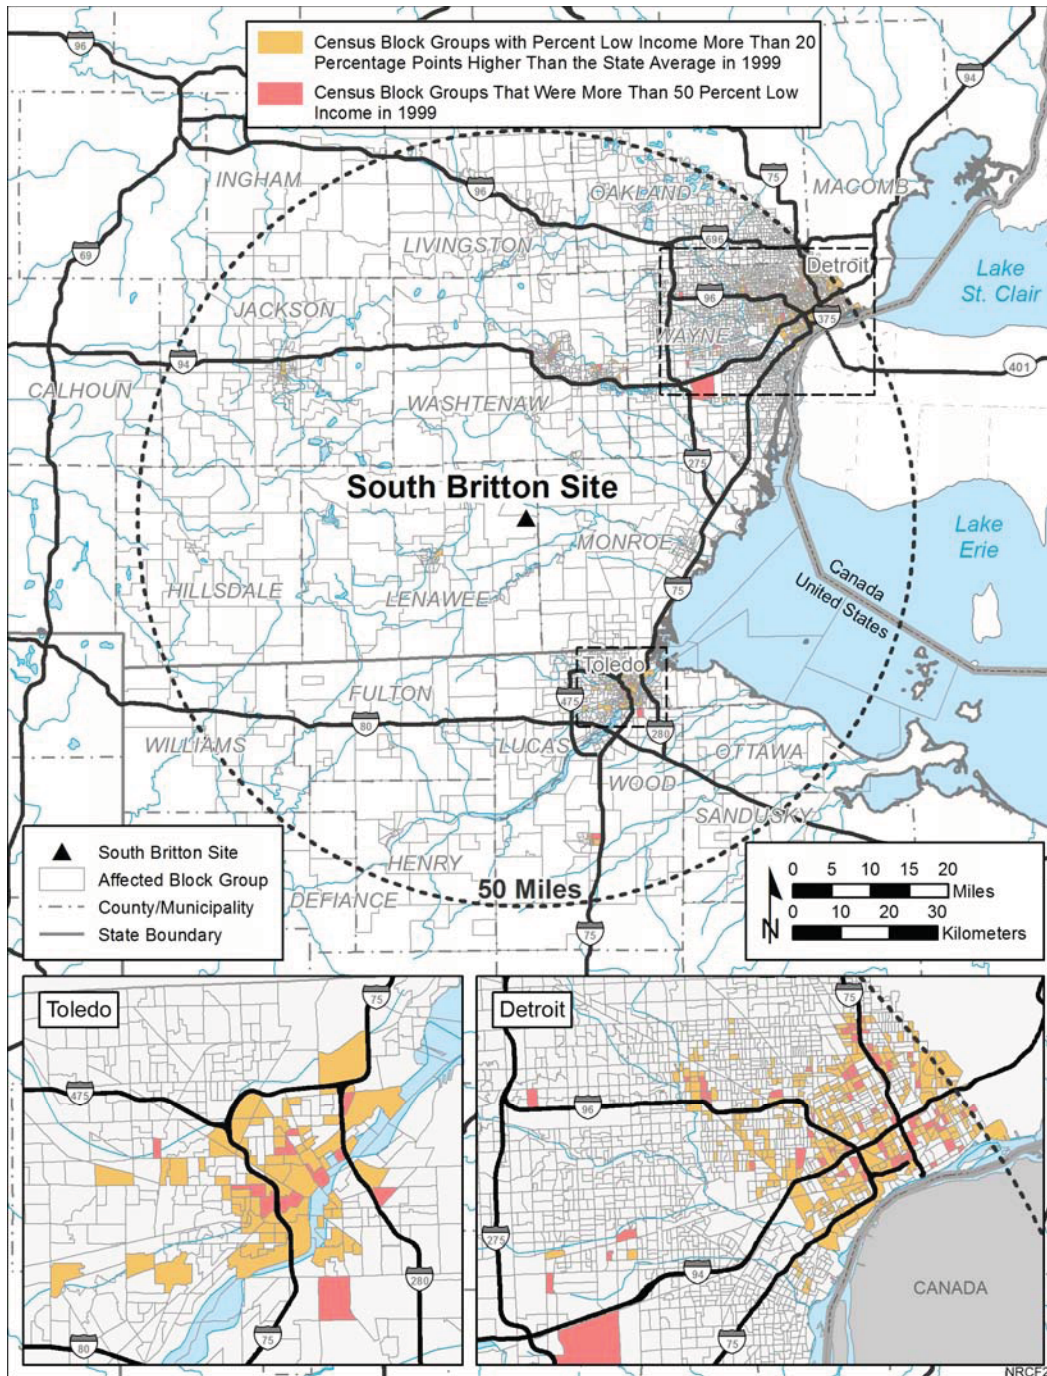 Census Block Groups with Percent Low Income More Than 20
Percentage Points Higher Than the State Average in 1999
Census Block Groups That Were More Than 50 Percent Low
Income in 1999
96
94
75
INGHAM
OAKLAND
MACOMB
96
LIVINGSTON
696
69
Detroit
Lake
St. Clair
JACKSON
96
375
WAYNE
94
401
CALHOUN
WASHTENAW
275
South Britton Site
MONROE
Lake
Erie
HILLSDALE
LENAWEE
75
Canada
United States
Toledo
FULTON
475
80
WILLIAMS
LUCAS
280
OTTAWA
WOOD
SANDUSKY
HENRY
DEFIANCE
50 Miles
75
South Britton Site
Affected Block Group
County/Municipality
State Boundary
0 5 10 15 20
Miles
0 10 20 30
Kilometers
N
Toledo
75
475
280
75
80
Detroit
75
96
275
94
75
CANADA
NRCF2